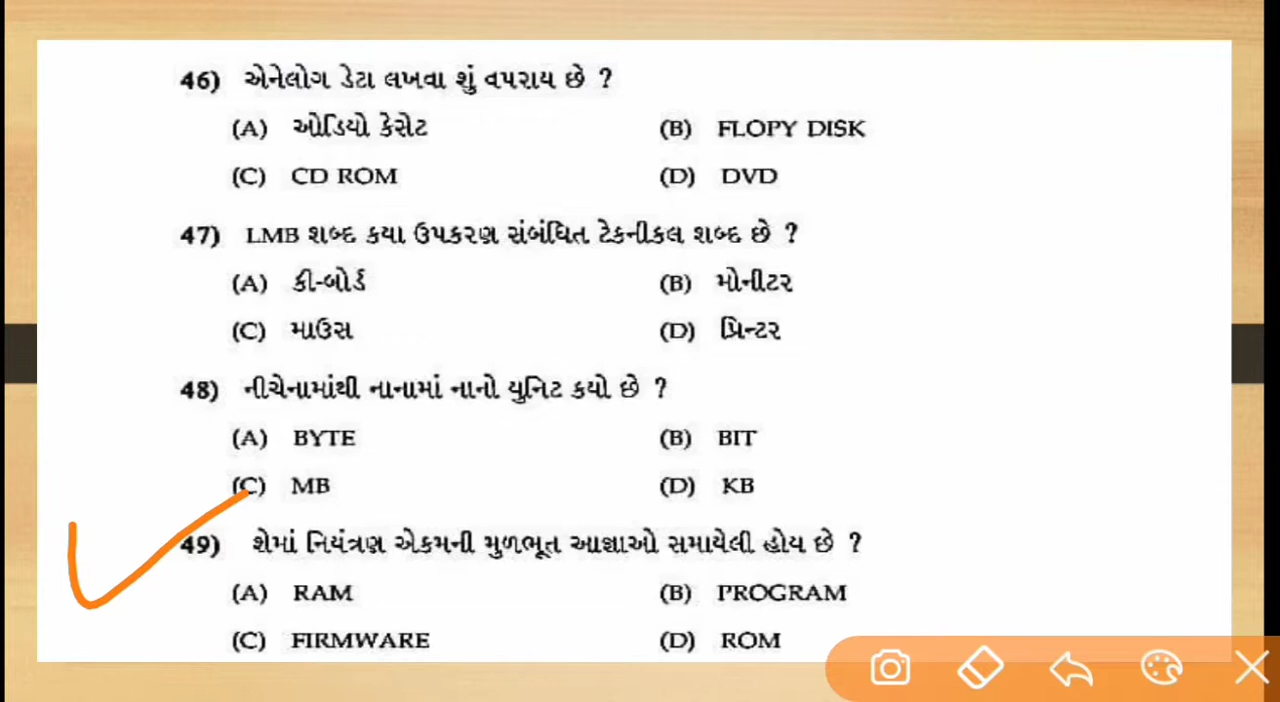 46) એનેલોગ ડેટા લખવા શું વપરાય છે ?
(A) ઓડિયો કેસેટ (B) FLOPY DISK
(C) CD ROM (D) DVD
47) LMB શબ્દ કયા ઉપકરણ સંબંધિત ટેકનીકલ શબ્દ છે ?
(A) કી-બોર્ડ (B) મોનીટર
(C) માઉસ (D) પ્રિન્ટર
48) નીચેનામાંથી નાનામાં નાનો યુનિટ કયો છે ?
(A) BYTE (B) BIT
(C) MB (D) KB
49) શેમાં નિયંત્રણ એકમની મુળભૂત આજ્ઞાઓ સમાયેલી હોય છે ?
(A) RAM (B) PROGRAM
(C) FIRMWARE (D) ROM